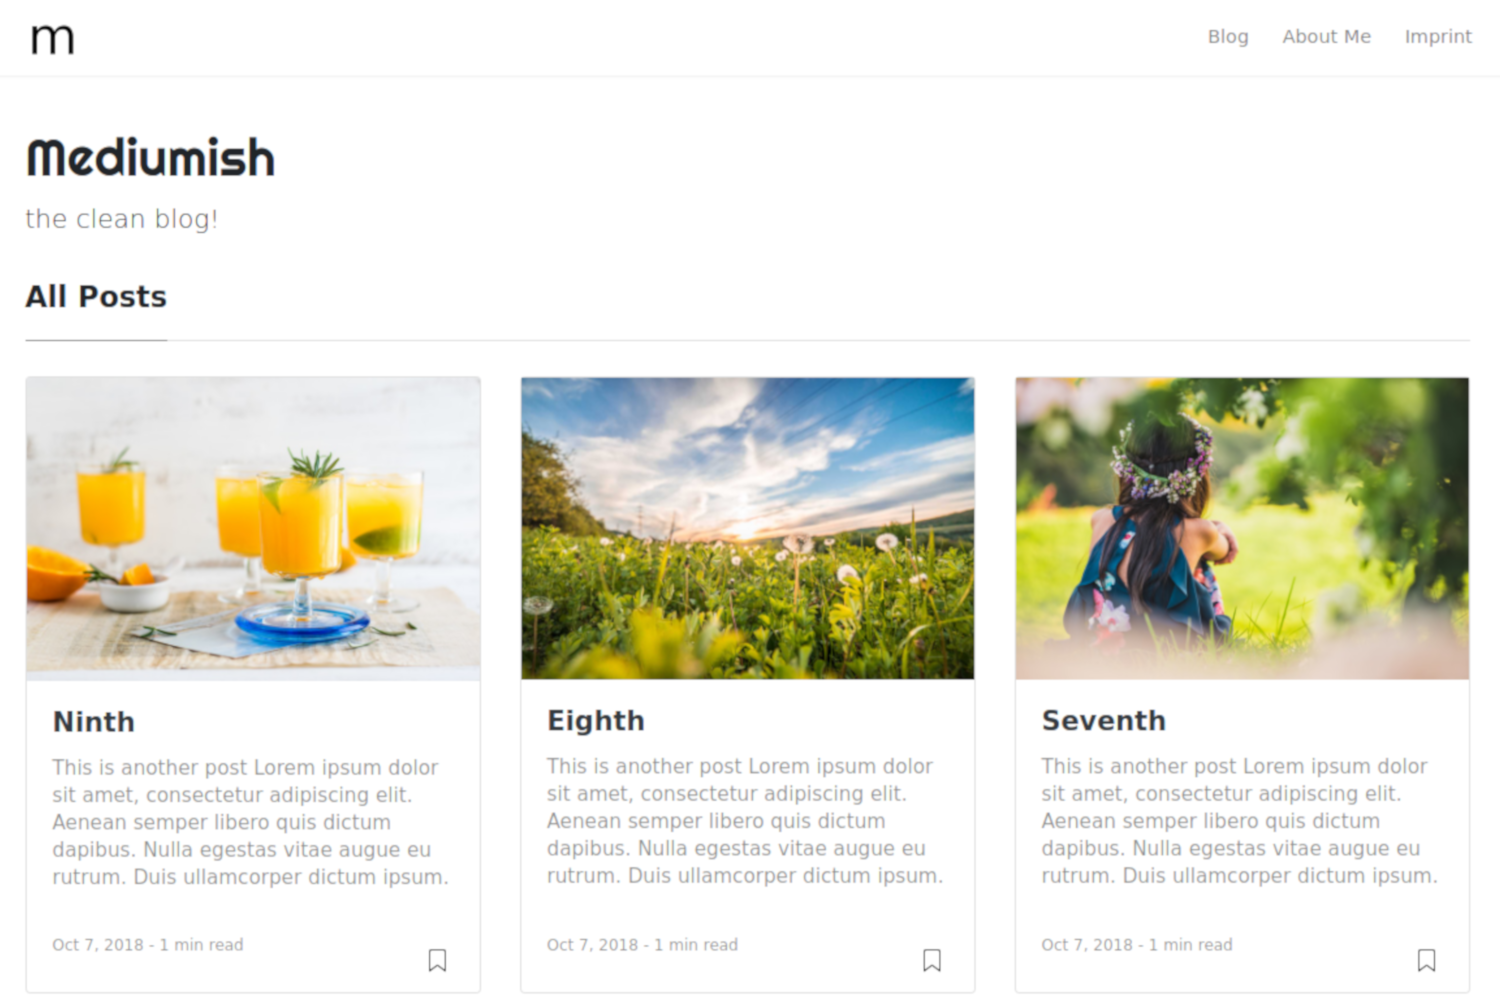 m
Blog About Me Imprint
Mediumish
the clean blog!
All Posts
Ninth
This is another post Lorem ipsum dolor
sit amet, consectetur adipiscing elit.
Aenean semper libero quis dictum
dapibus. Nulla egestas vitae augue eu
rutrum. Duis ullamcorper dictum ipsum.
Oct 7, 2018 - 1 min read
Eighth
This is another post Lorem ipsum dolor
sit amet, consectetur adipiscing elit.
Aenean semper libero quis dictum
dapibus. Nulla egestas vitae augue eu
rutrum. Duis ullamcorper dictum ipsum.
Oct 7, 2018 - 1 min read
Seventh
This is another post Lorem ipsum dolor
sit amet, consectetur adipiscing elit.
Aenean semper libero quis dictum
dapibus. Nulla egestas vitae augue eu
rutrum. Duis ullamcorper dictum ipsum.
Oct 7, 2018 - 1 min read